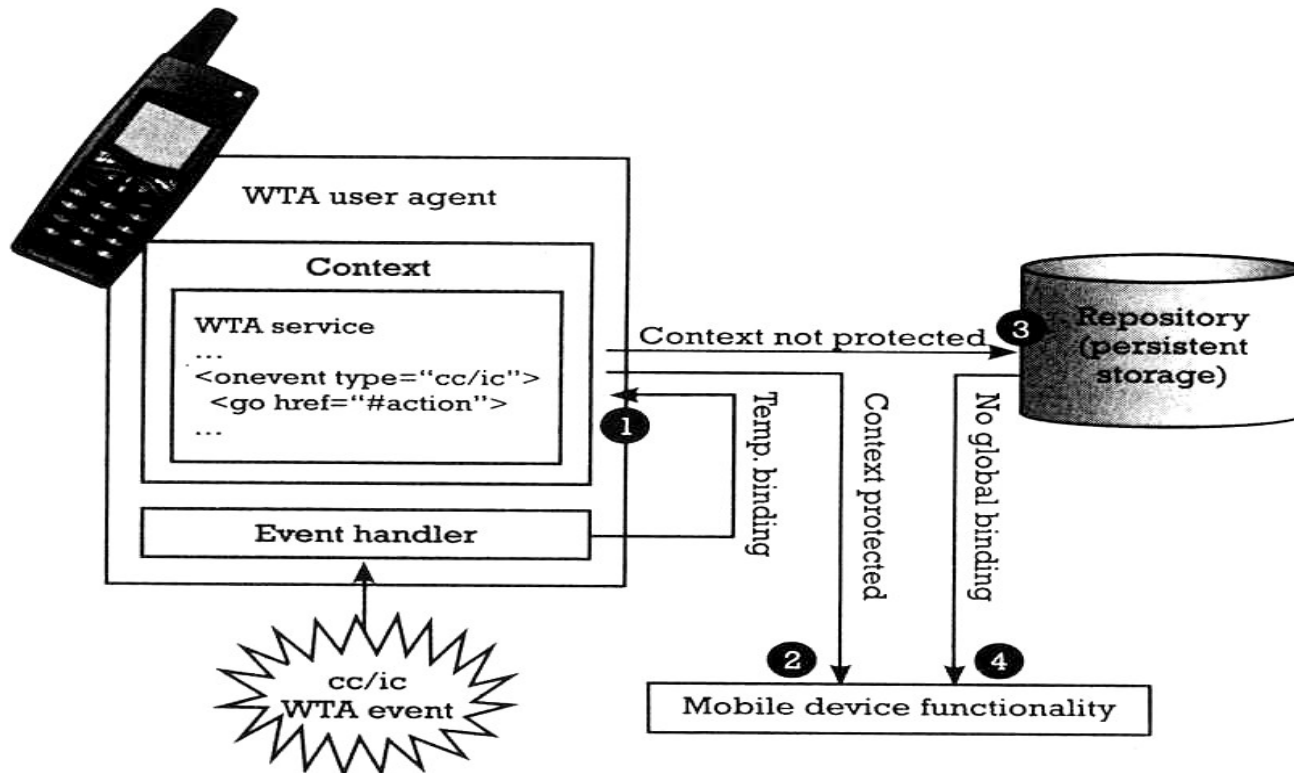 WTA user agent
Context
WTA service
...
<onevent type="cc/ic">
<go href="#action">
...
Event handler
cc/ic
WTA event
1
Temp. binding
Context not protected
3
Repository
(persistent
storage)
Context protected
No global binding
2
4
Mobile device functionality